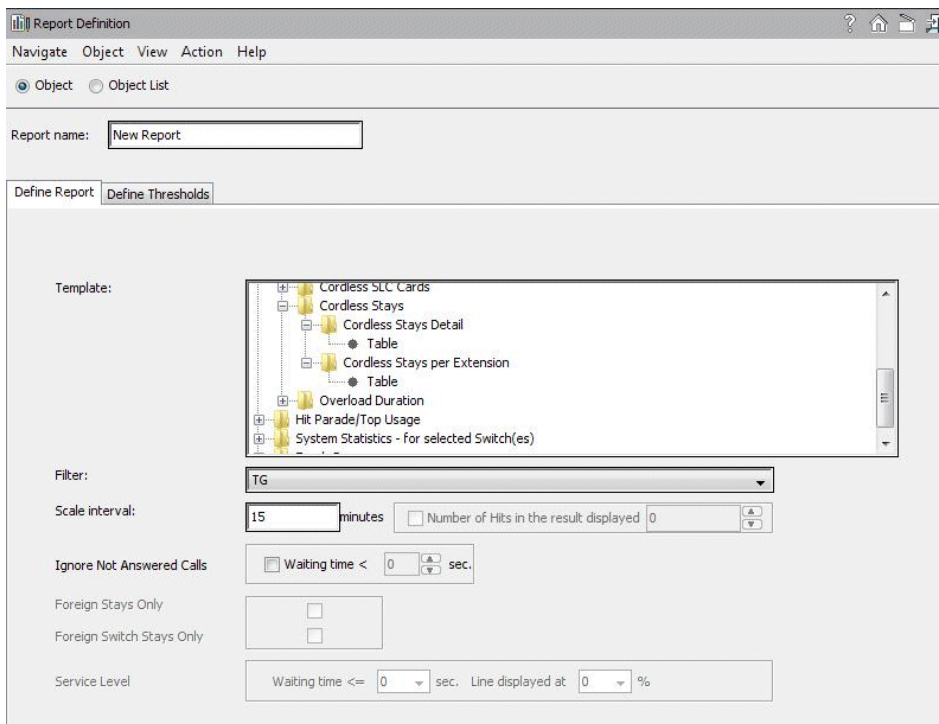 Report Definition
Navigate Object View Action Help
Object Object List
Report name: New Report
Define Report Define Thresholds
Template:
Cordless SLC Cards
Cordless Stays
Cordless Stays Detail
Table
Cordless Stays per Extension
Table
Overload Duration
Hit Parade/Top Usage
System Statistics - for selected Switch(es)
Filter: TG
Scale interval: 15 minutes Number of Hits in the result displayed 0
Ignore Not Answered Calls Waiting time < 0 sec.
Foreign Stays Only
Foreign Switch Stays Only
Service Level Waiting time <= 0 sec. Line displayed at 0 %